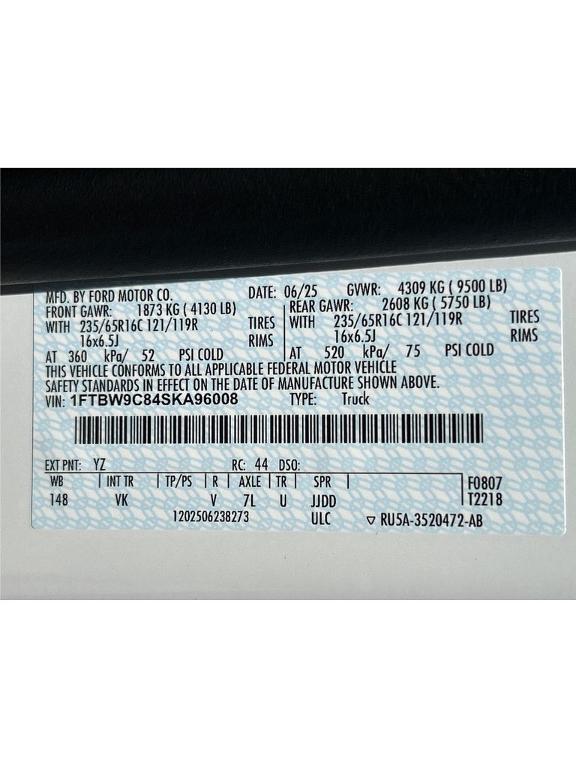 MFD. BY FORD MOTOR CO. DATE: 06/25 GVWR: 4309 KG ( 9500 LB)
FRONT GAWR: 1873 KG ( 4130 LB) REAR GAWR: 2608 KG ( 5750 LB)
WITH 235/65R16C 121/119R TIRES WITH 235/65R16C 121/119R TIRES
16x6.5J RIMS 16x6.5J RIMS
AT 360 kPa/ 52 PSI COLD AT 520 kPa/ 75 PSI COLD
THIS VEHICLE CONFORMS TO ALL APPLICABLE FEDERAL MOTOR VEHICLE
SAFETY STANDARDS IN EFFECT ON THE DATE OF MANUFACTURE SHOWN ABOVE.
VIN: 1FTBW9C84SKA96008 TYPE: Truck
EXT PNT: YZ RC: 44 DSO:
WB INT TR TP/PS R AXLE TR SPR F0807
148 VK V 7L U JJDD T2218
1202506238273 ULC ▽ RU5A-3520472-AB